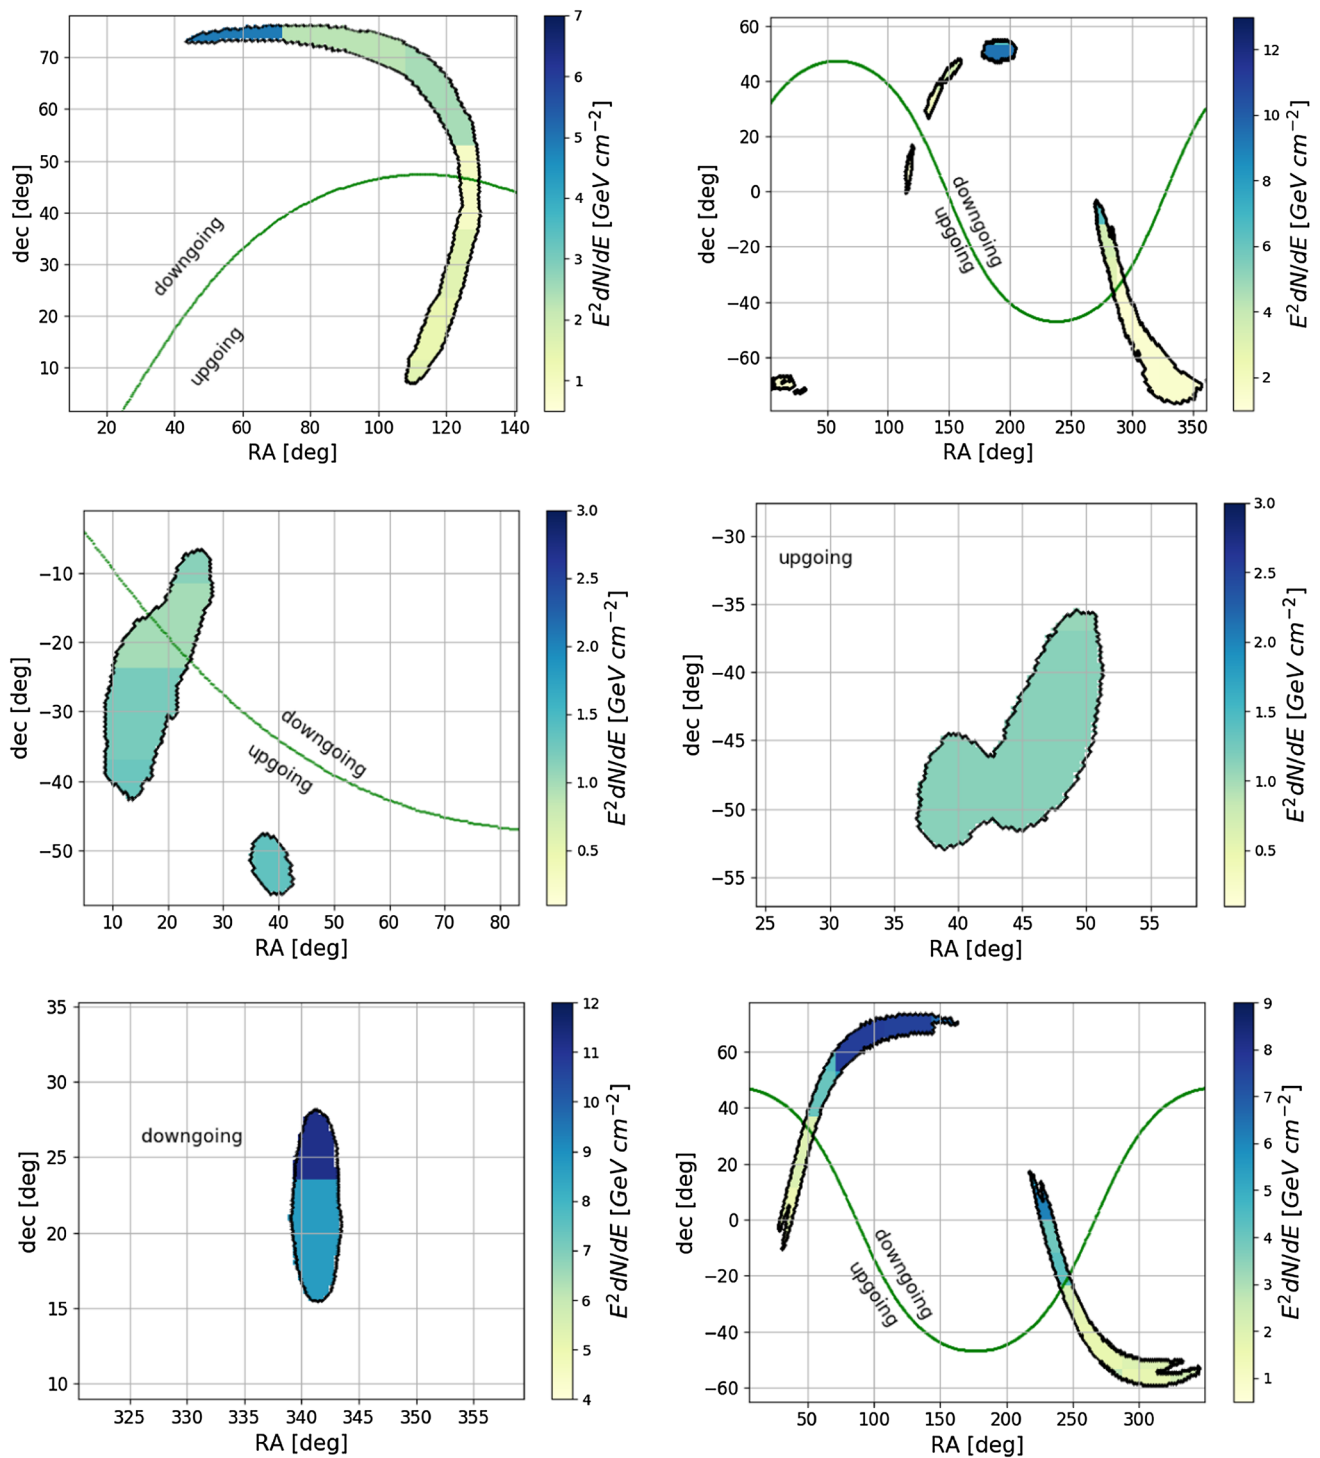 70
60
50
40
30
20
10
20 40 60 80 100 120 140
RA [deg]
dec [deg]
downgoing
upgoing
7
6
5
4
3
2
1
E²dN/dE [GeV cm⁻²]
60
40
20
0
−20
−40
−60
50 100 150 200 250 300 350
RA [deg]
dec [deg]
downgoing
upgoing
12
10
8
6
4
2
E²dN/dE [GeV cm⁻²]
−10
−20
−30
−40
−50
10 20 30 40 50 60 70 80
RA [deg]
dec [deg]
downgoing
upgoing
3.0
2.5
2.0
1.5
1.0
0.5
E²dN/dE [GeV cm⁻²]
−30
−35
−40
−45
−50
−55
25 30 35 40 45 50 55
RA [deg]
dec [deg]
upgoing
3.0
2.5
2.0
1.5
1.0
0.5
E²dN/dE [GeV cm⁻²]
35
30
25
20
15
10
325 330 335 340 345 350 355
RA [deg]
dec [deg]
downgoing
12
11
10
9
8
7
6
5
4
E²dN/dE [GeV cm⁻²]
60
40
20
0
−20
−40
−60
50 100 150 200 250 300
RA [deg]
dec [deg]
downgoing
upgoing
9
8
7
6
5
4
3
2
1
E²dN/dE [GeV cm⁻²]